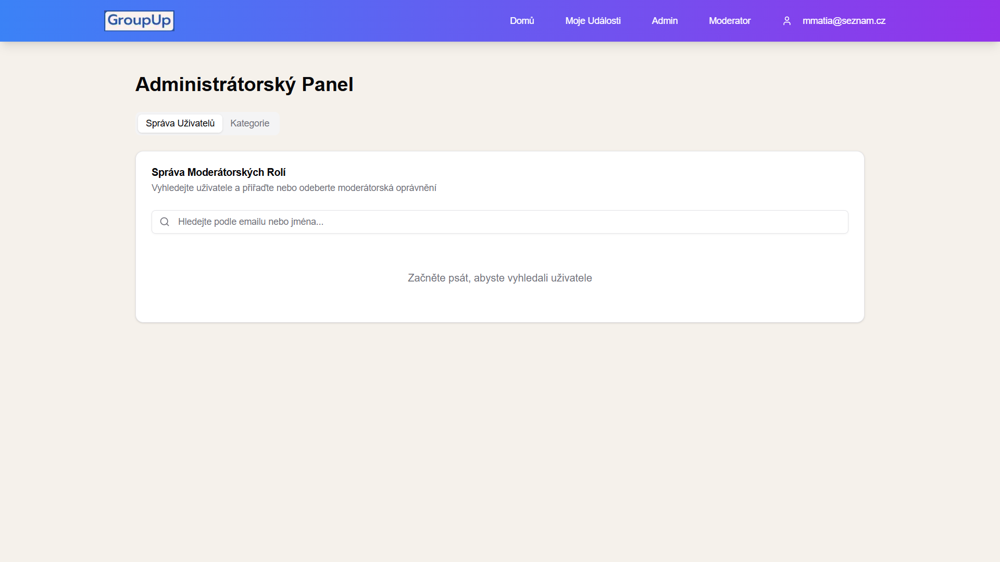 GroupUp
Domů
Moje Události
Admin
Moderator
mmatia@seznam.cz
Administrátorský Panel
Správa Uživatelů
Kategorie
Správa Moderátorských Rolí
Vyhledejte uživatele a přiřaďte nebo odeberte moderátorská oprávnění
Hledejte podle emailu nebo jména...
Začněte psát, abyste vyhledali uživatele